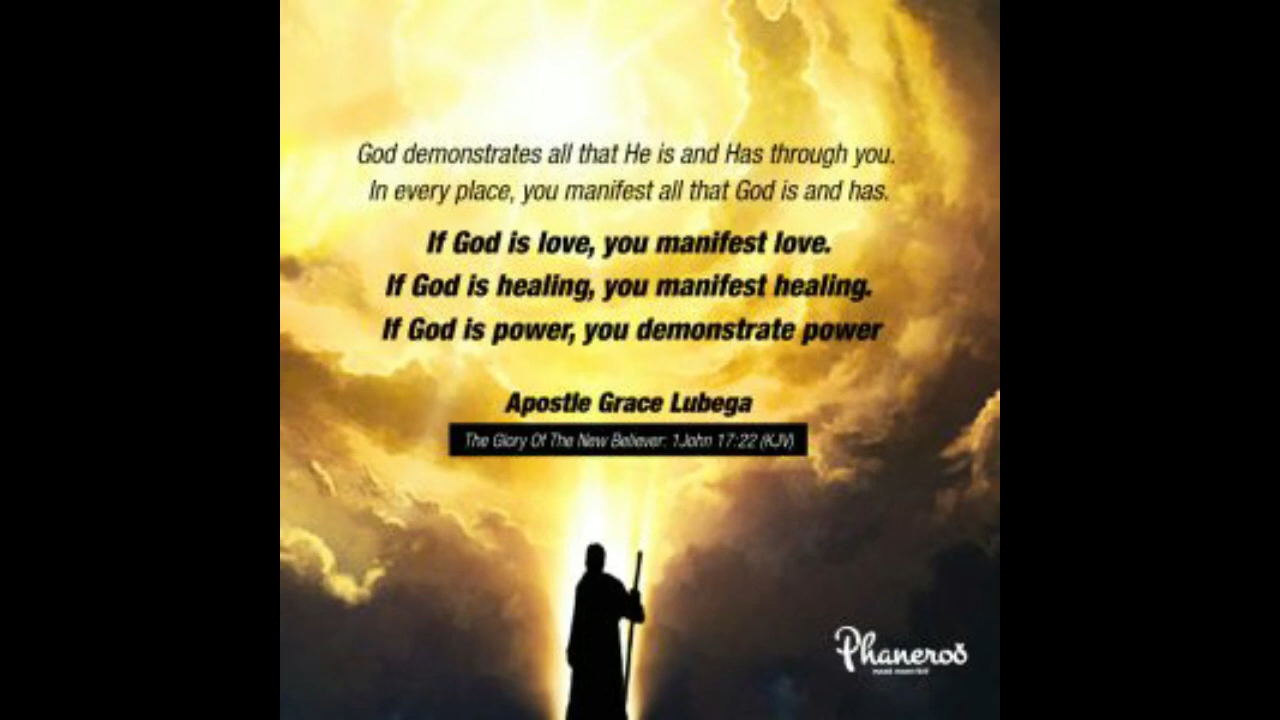 God demonstrates all that He is and Has through you.
In every place, you manifest all that God is and has.
If God is love, you manifest love.
If God is healing, you manifest healing.
If God is power, you demonstrate power
Apostle Grace Lubega
The Glory Of The New Believer: 1John 17:22 (KJV)
Phaneroo
MAKE MANIFEST